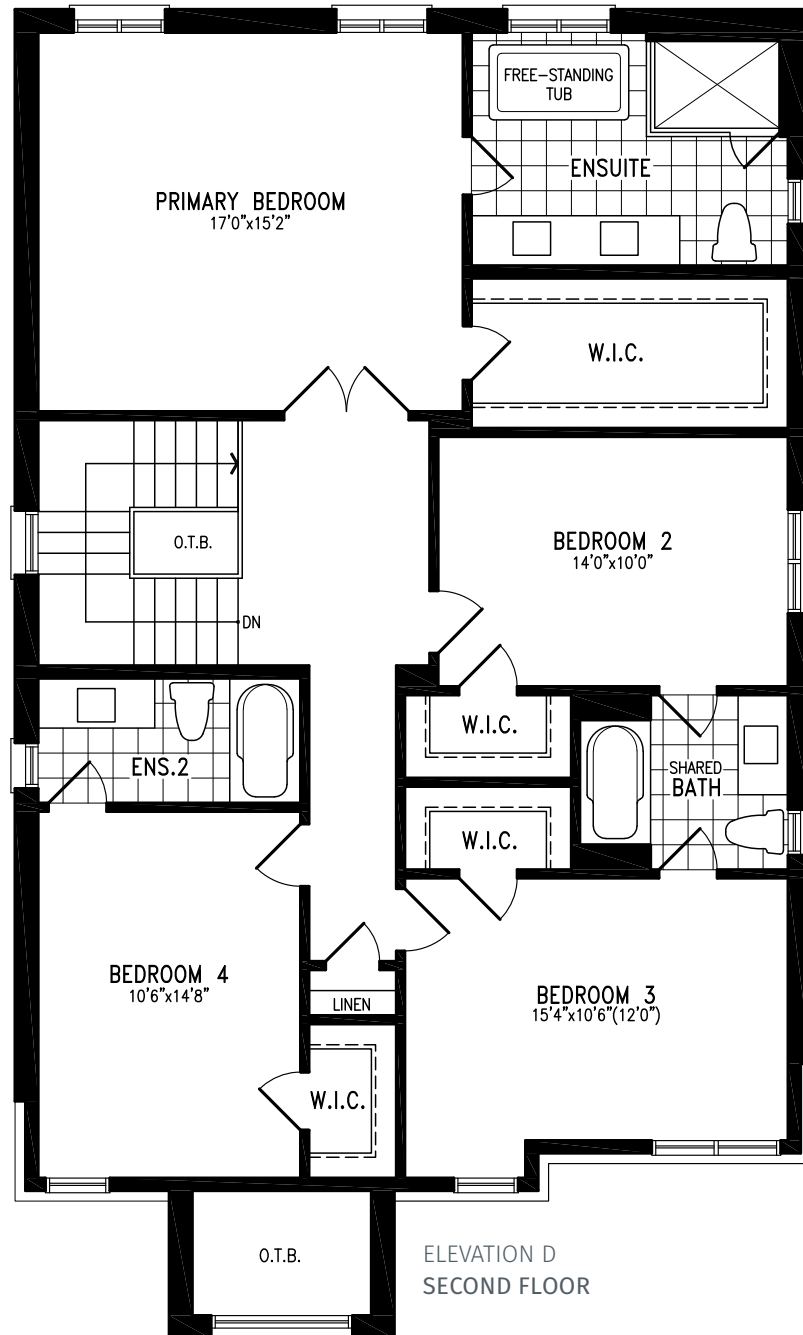 FREE-STANDING
TUB
ENSUITE
PRIMARY BEDROOM
17'0"x15'2"
W.I.C.
O.T.B.
BEDROOM 2
14'0"x10'0"
DN
W.I.C.
ENS.2
SHARED
BATH
W.I.C.
BEDROOM 4
10'6"x14'8"
LINEN
BEDROOM 3
15'4"x10'6"(12'0")
W.I.C.
O.T.B.
ELEVATION D
SECOND FLOOR